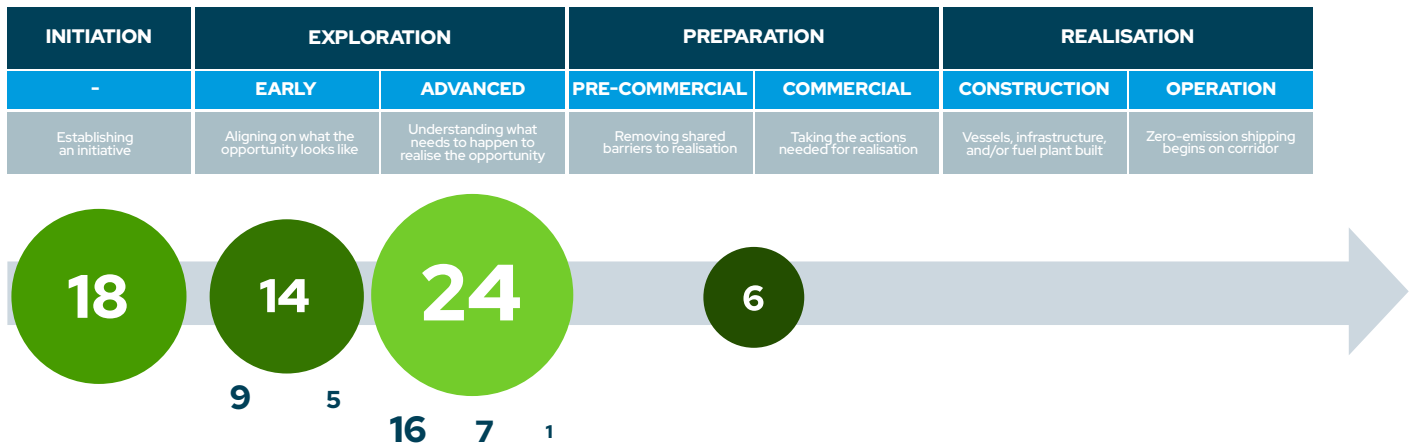 INITIATION
EXPLORATION
PREPARATION
REALISATION
-
EARLY
ADVANCED
PRE-COMMERCIAL
COMMERCIAL
CONSTRUCTION
OPERATION
Establishing
an initiative
Aligning on what the
opportunity looks like
Understanding what
needs to happen to
realise the opportunity
Removing shared
barriers to realisation
Taking the actions
needed for realisation
Vessels, infrastructure,
and/or fuel plant built
Zero-emission shipping
begins on corridor
18
14
24
6
9
5
16
7
1